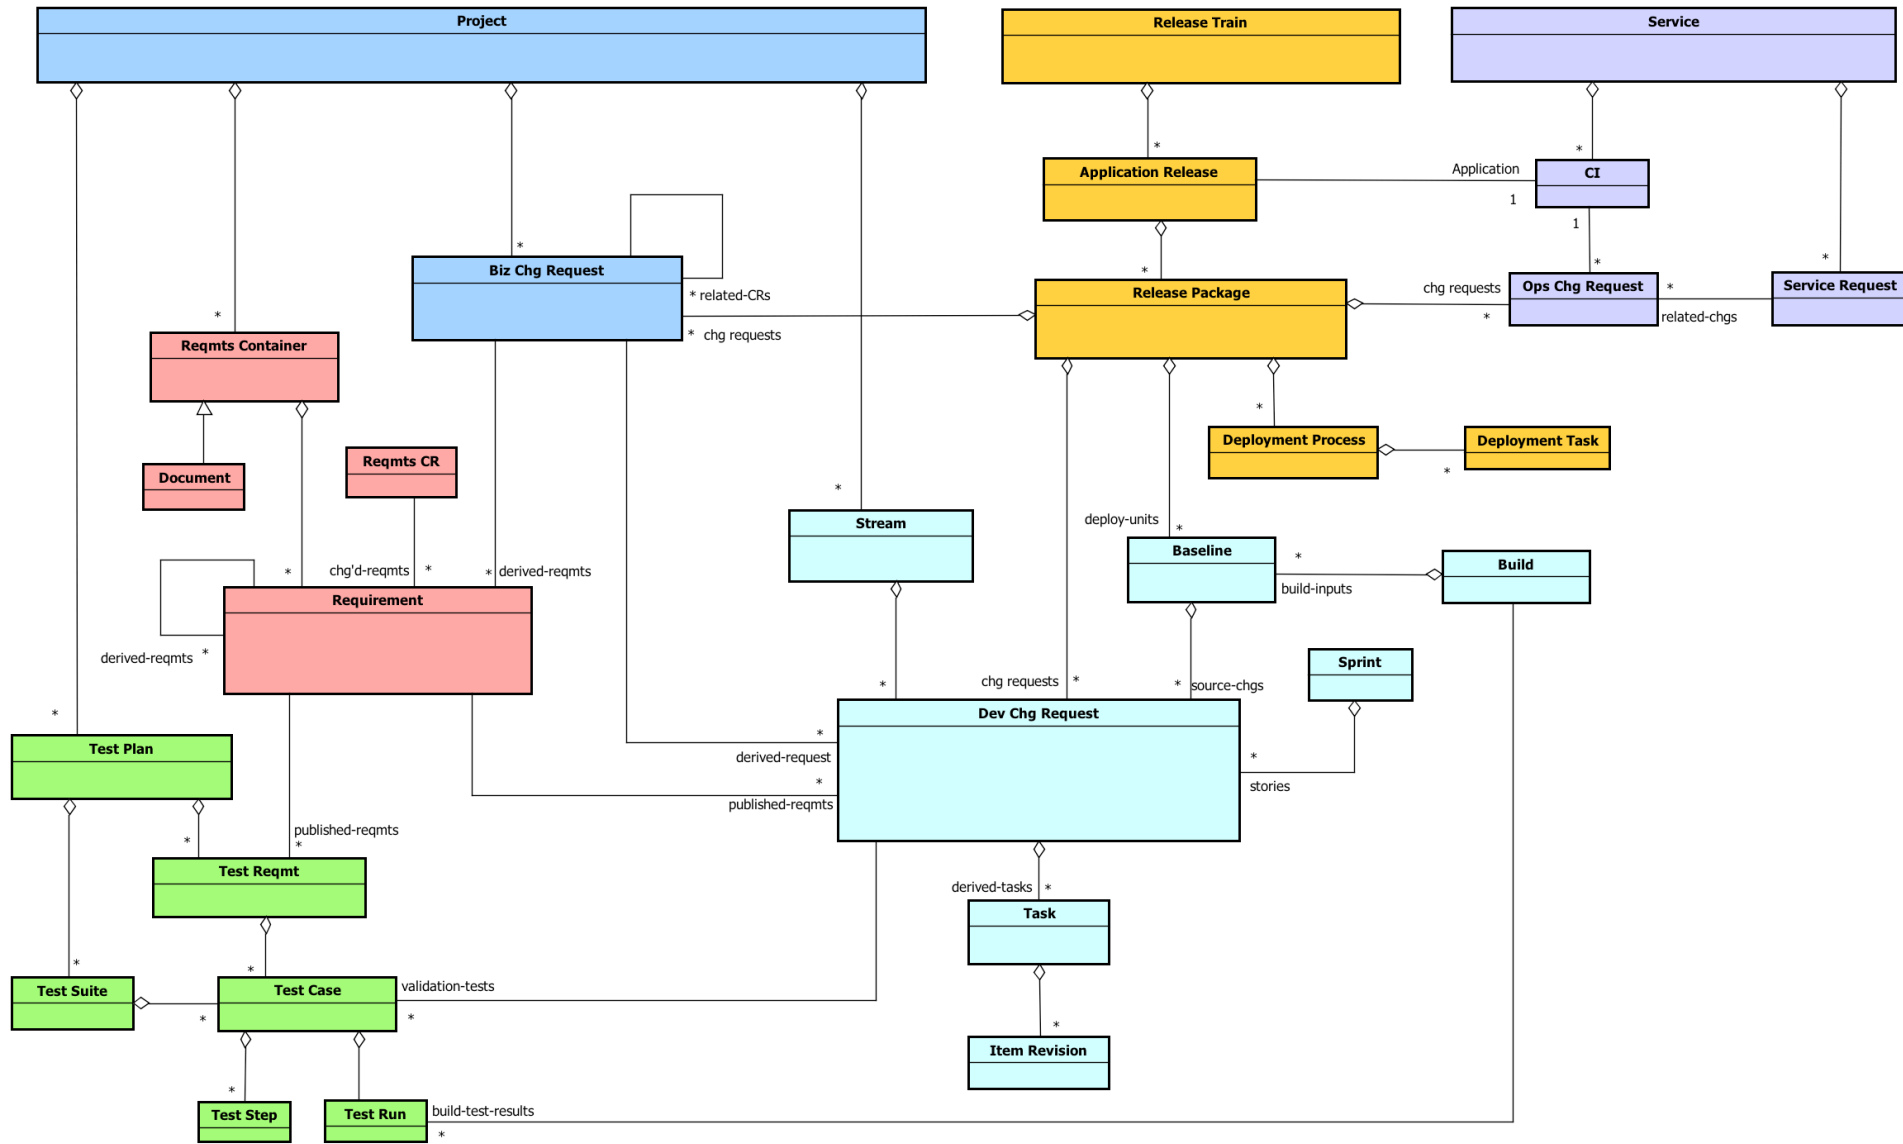 Project
Release Train
Service
*
Application Release
Application
1
*
CI
1
*
Biz Chg Request
* related-CRs
* chg requests
*
Release Package
chg requests
*
*
Ops Chg Request
*
related-chgs
*
Service Request
*
Reqmts Container
Document
Reqmts CR
*
Deployment Process
*
Deployment Task
*
Stream
deploy-units
*
Baseline
*
build-inputs
Build
*
chg'd-reqmts *
* derived-reqmts
Requirement
derived-reqmts *
Sprint
*
chg requests *
* source-chgs
Dev Chg Request
*
derived-request
*
published-reqmts
*
stories
*
Test Plan
published-reqmts
*
*
Test Reqmt
derived-tasks *
Task
*
*
Test Suite
Test Case
*
validation-tests
*
*
Item Revision
*
Test Step
Test Run
build-test-results
*